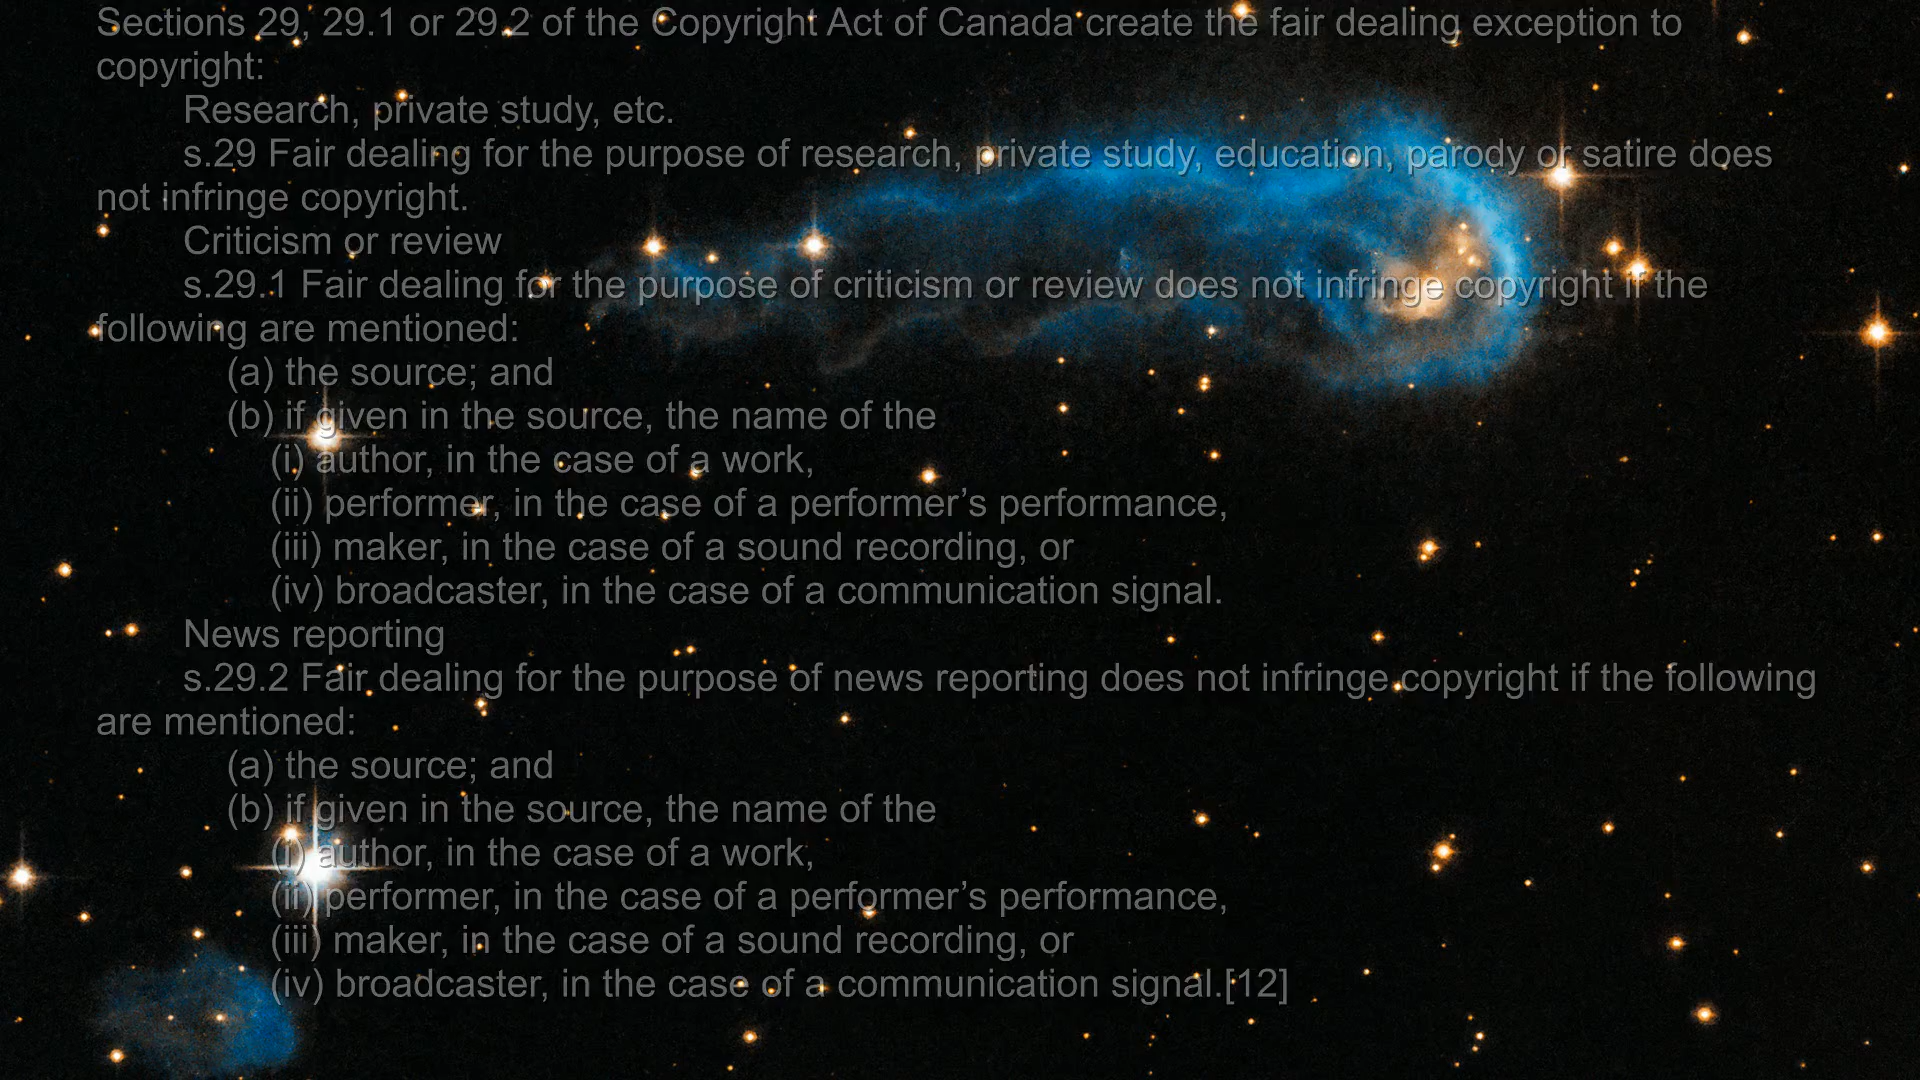 Sections 29, 29.1 or 29.2 of the Copyright Act of Canada create the fair dealing exception to
copyright:
Research, private study, etc.
s.29 Fair dealing for the purpose of research, private study, education, parody or satire does
not infringe copyright.
Criticism or review
s.29.1 Fair dealing for the purpose of criticism or review does not infringe copyright if the
following are mentioned:
(a) the source; and
(b) if given in the source, the name of the
(i) author, in the case of a work,
(ii) performer, in the case of a performer’s performance,
(iii) maker, in the case of a sound recording, or
(iv) broadcaster, in the case of a communication signal.
News reporting
s.29.2 Fair dealing for the purpose of news reporting does not infringe copyright if the following
are mentioned:
(a) the source; and
(b) if given in the source, the name of the
(i) author, in the case of a work,
(ii) performer, in the case of a performer’s performance,
(iii) maker, in the case of a sound recording, or
(iv) broadcaster, in the case of a communication signal.[12]